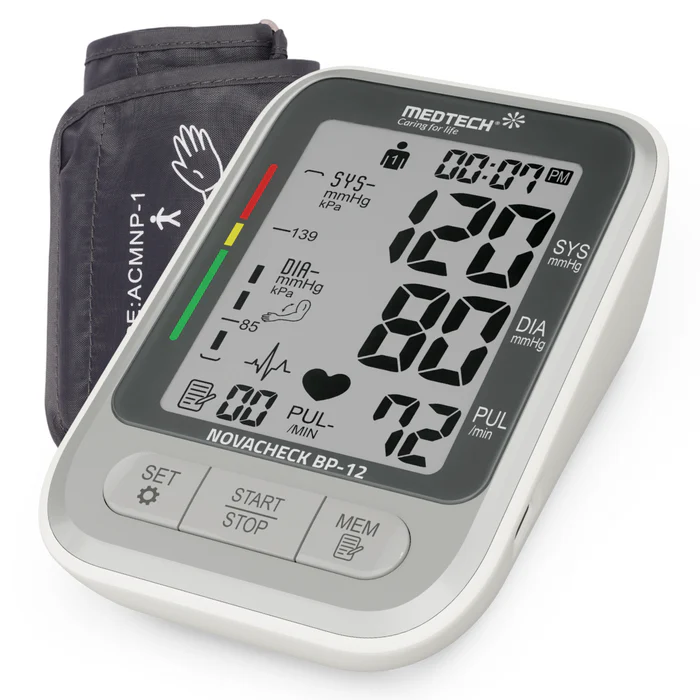 MEDTECH®
Caring for life
00:07 PM
SYS-
mmHg
kPa
120
SYS
mmHg
139
DIA-
mmHg
kPa
80
DIA
mmHg
85
00
PUL-
/MIN
72
PUL
/min
NOVACHECK BP-12
SET
START
STOP
MEM
E:ACMNP-1